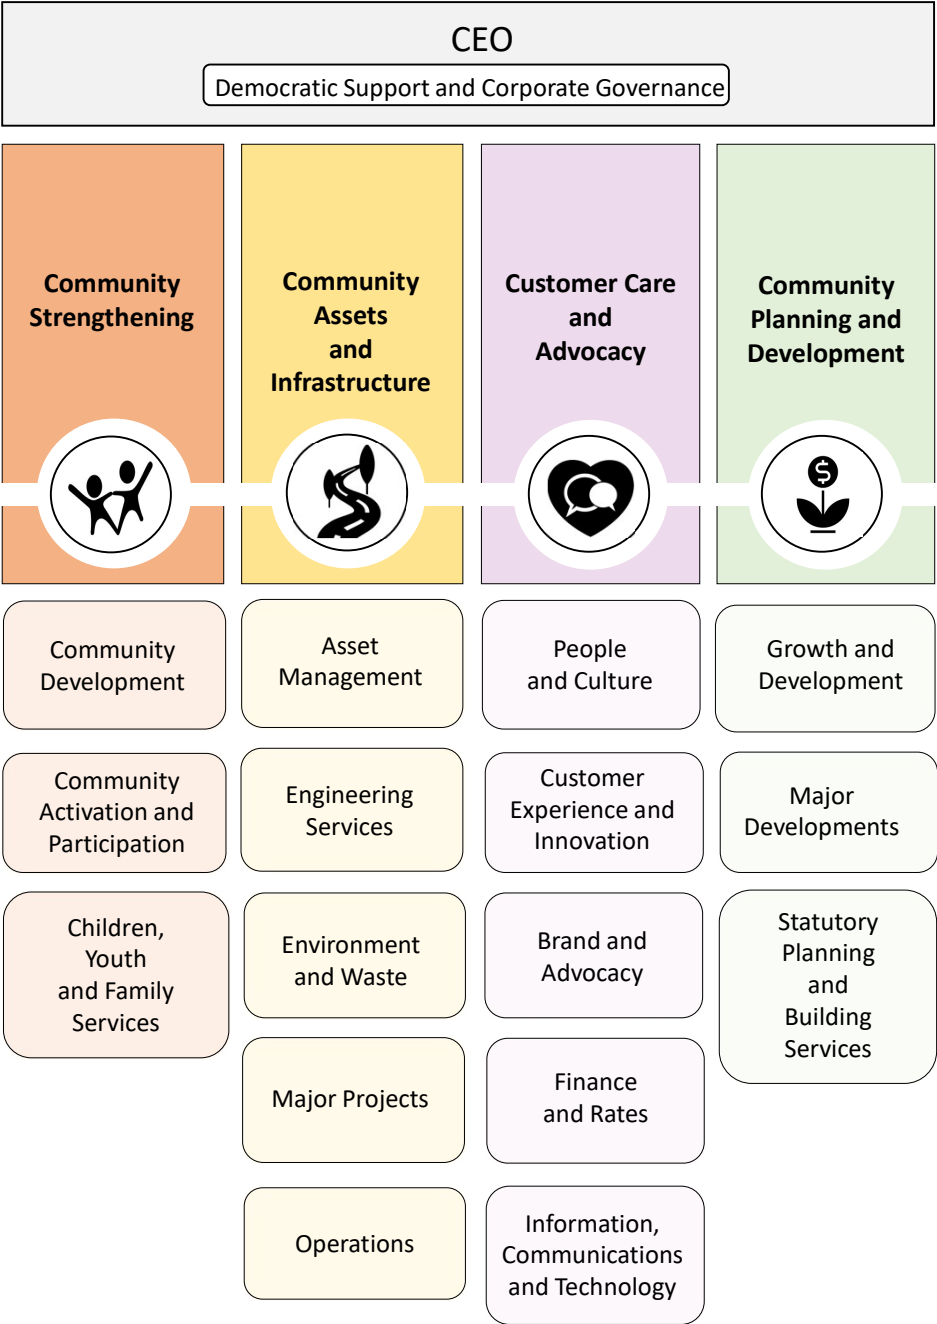 CEO
Democratic Support and Corporate Governance
Community
Strengthening
Community
Assets
and
Infrastructure
Customer Care
and
Advocacy
Community
Planning and
Development
$
Community
Development
Community
Activation and
Participation
Children,
Youth
and Family
Services
Asset
Management
Engineering
Services
Environment
and Waste
Major Projects
Operations
People
and Culture
Customer
Experience and
Innovation
Brand and
Advocacy
Finance
and Rates
Information,
Communications
and Technology
Growth and
Development
Major
Developments
Statutory
Planning
and
Building
Services